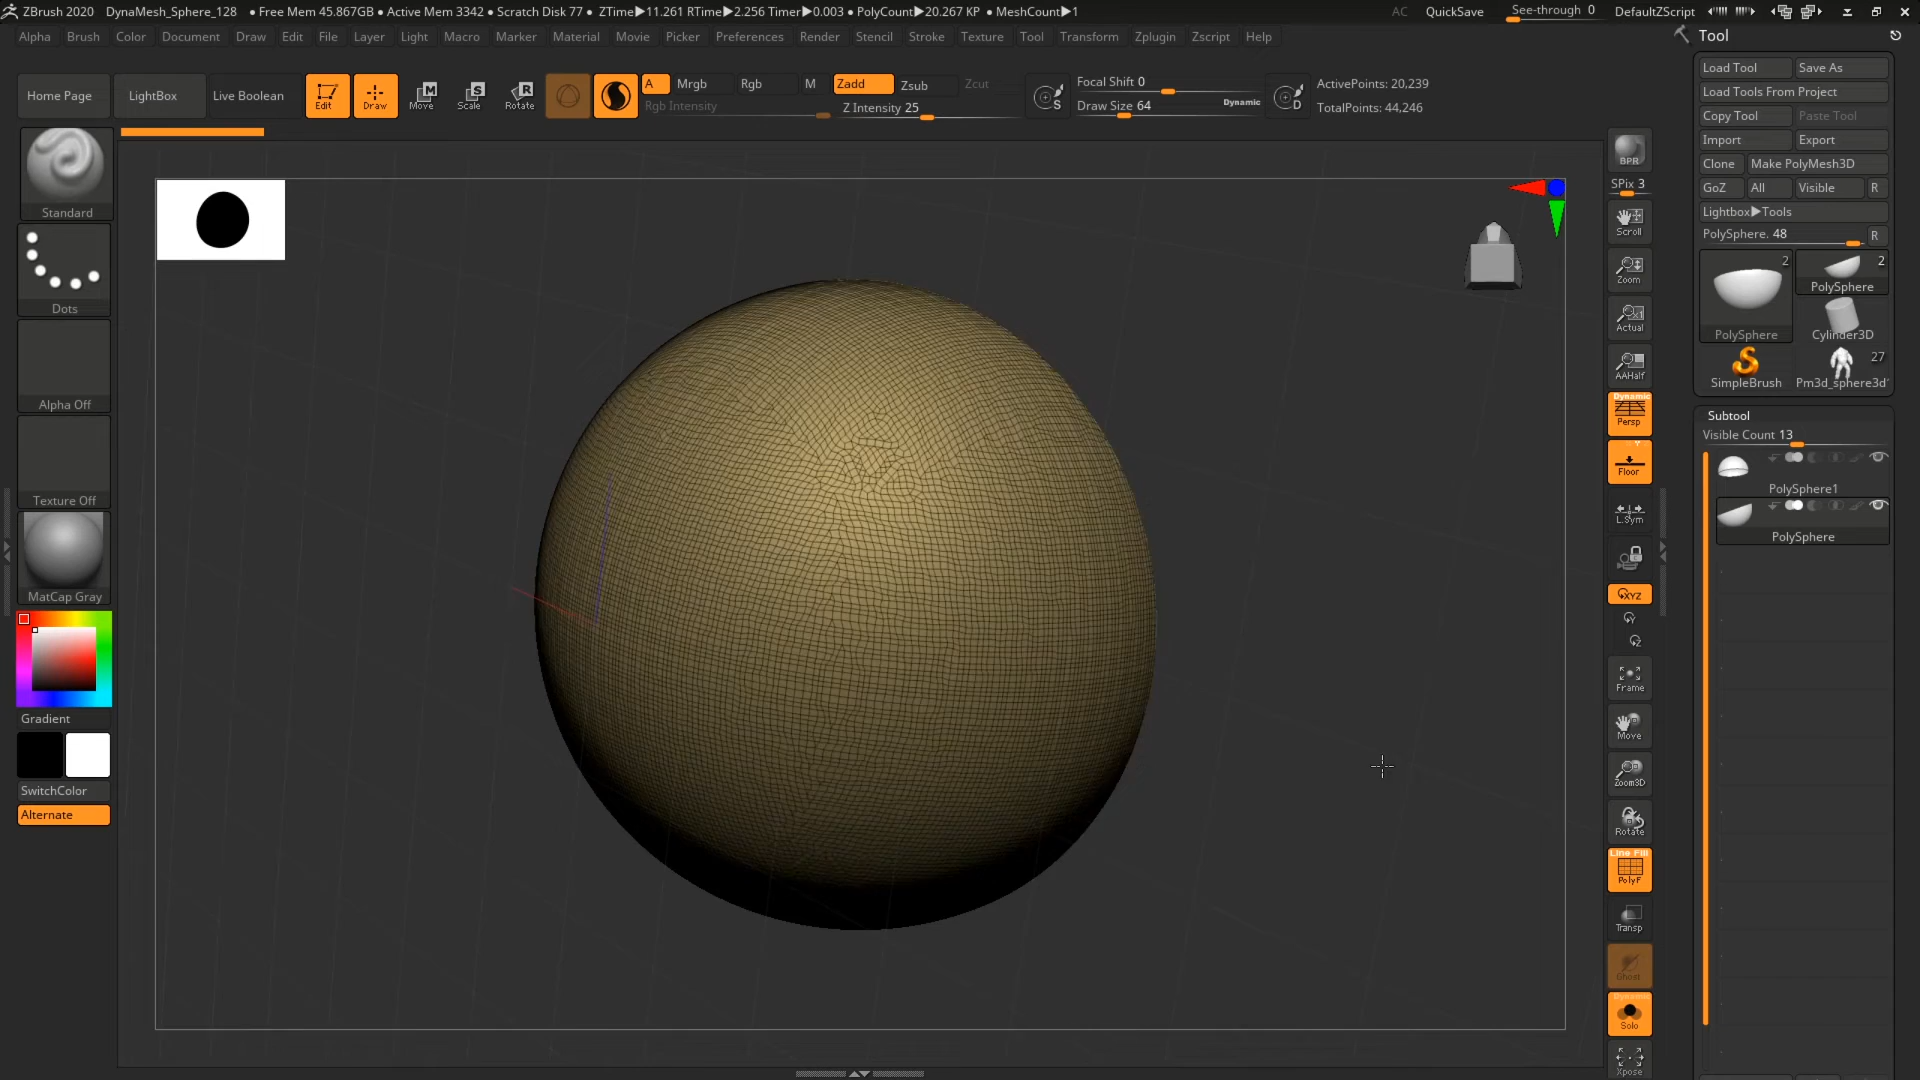 ZBrush 2020 DynaMesh_Sphere_128 • Free Mem 45.867GB • Active Mem 3342 • Scratch Disk 77 • ZTime▶11.261 RTime▶2.256 Timer▶0.003 • PolyCount▶20.267 KP • MeshCount▶1 AC QuickSave See-through 0 DefaultZScript
Alpha Brush Color Document Draw Edit File Layer Light Macro Marker Material Movie Picker Preferences Render Stencil Stroke Texture Tool Transform Zplugin Zscript Help
Home Page LightBox Live Boolean Edit Draw Move Scale Rotate
A Mrgb Rgb M Zadd Zsub Zcut
Rgb Intensity Z Intensity 25
S Focal Shift 0
Draw Size 64 Dynamic
D ActivePoints: 20,239
TotalPoints: 44,246
Standard
Dots
Alpha Off
Texture Off
MatCap Gray
Gradient
SwitchColor
Alternate
BPR
SPix 3
Scroll
Zoom
Actual
AAHalf
Dynamic
Persp
Floor
L.Sym
XYZ
Y
Z
Frame
Move
Zoom3D
Rotate
Line Fill
PolyF
Transp
Ghost
Dynamic
Solo
Xpose
Tool
Load Tool Save As
Load Tools From Project
Copy Tool Paste Tool
Import Export
Clone Make PolyMesh3D
GoZ All Visible R
Lightbox▶Tools
PolySphere. 48 R
2 2
PolySphere
PolySphere Cylinder3D
27
SimpleBrush Pm3d_sphere3d
Subtool
Visible Count 13
PolySphere1
PolySphere